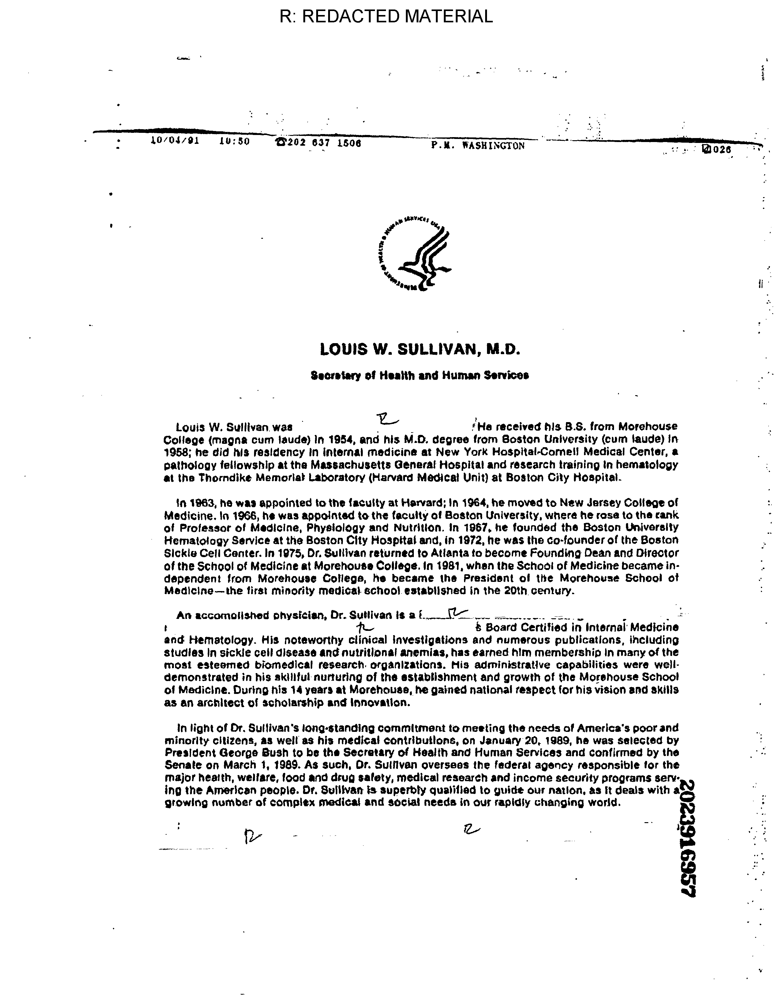 R: REDACTED MATERIAL
10/04/91 10:50 ☎202 637 1506 P.M. WASHINGTON 026
LOUIS W. SULLIVAN, M.D.
Secretary of Health and Human Services
Louis W. Sullivan was R He received his B.S. from Morehouse
College (magna cum laude) in 1954, and his M.D. degree from Boston University (cum laude) in
1958; he did his residency in internal medicine at New York Hospital-Cornell Medical Center, a
pathology fellowship at the Massachusetts General Hospital and research training in hematology
at the Thorndike Memorial Laboratory (Harvard Medical Unit) at Boston City Hospital.
In 1963, he was appointed to the faculty at Harvard; in 1964, he moved to New Jersey College of
Medicine. In 1966, he was appointed to the faculty of Boston University, where he rose to the rank
of Professor of Medicine, Physiology and Nutrition. In 1967, he founded the Boston University
Hematology Service at the Boston City Hospital and, in 1972, he was the co-founder of the Boston
Sickle Cell Center. In 1975, Dr. Sullivan returned to Atlanta to become Founding Dean and Director
of the School of Medicine at Morehouse College. In 1981, when the School of Medicine became in-
dependent from Morehouse College, he became the President of the Morehouse School of
Medicine—the first minority medical school established in the 20th century.
An accomplished physician, Dr. Sullivan is a R
R Board Certified in Internal Medicine
and Hematology. His noteworthy clinical investigations and numerous publications, including
studies in sickle cell disease and nutritional anemias, has earned him membership in many of the
most esteemed biomedical research organizations. His administrative capabilities were well-
demonstrated in his skillful nurturing of the establishment and growth of the Morehouse School
of Medicine. During his 14 years at Morehouse, he gained national respect for his vision and skills
as an architect of scholarship and innovation.
In light of Dr. Sullivan's long-standing commitment to meeting the needs of America's poor and
minority citizens, as well as his medical contributions, on January 20, 1989, he was selected by
President George Bush to be the Secretary of Health and Human Services and confirmed by the
Senate on March 1, 1989. As such, Dr. Sullivan oversees the federal agency responsible for the
major health, welfare, food and drug safety, medical research and income security programs serv-
ing the American people. Dr. Sullivan is superbly qualified to guide our nation, as it deals with a
growing number of complex medical and social needs in our rapidly changing world.
R R
2023916957